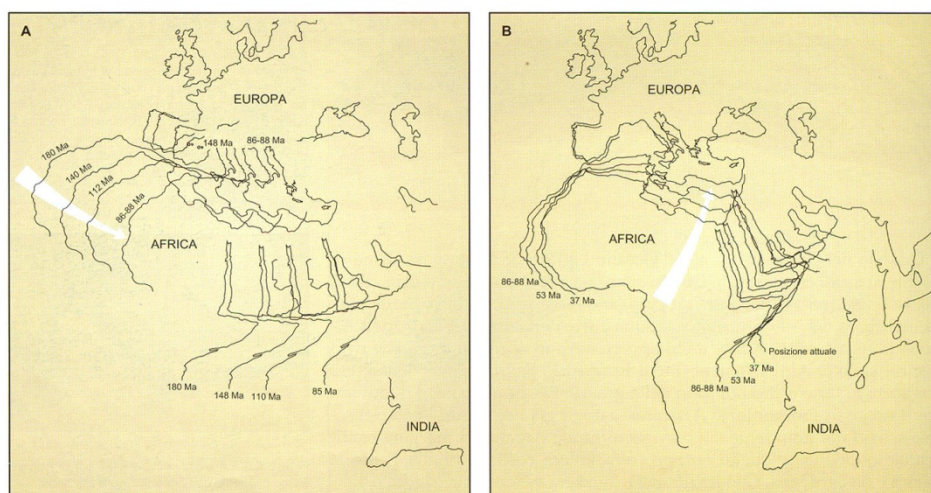 A
EUROPA
148 Ma
86-88 Ma
180 Ma
140 Ma
112 Ma
86-88 Ma
AFRICA
180 Ma
148 Ma
110 Ma
85 Ma
INDIA
B
EUROPA
AFRICA
86-88 Ma
53 Ma
37 Ma
Posizione attuale
37 Ma
53 Ma
86-88 Ma
INDIA